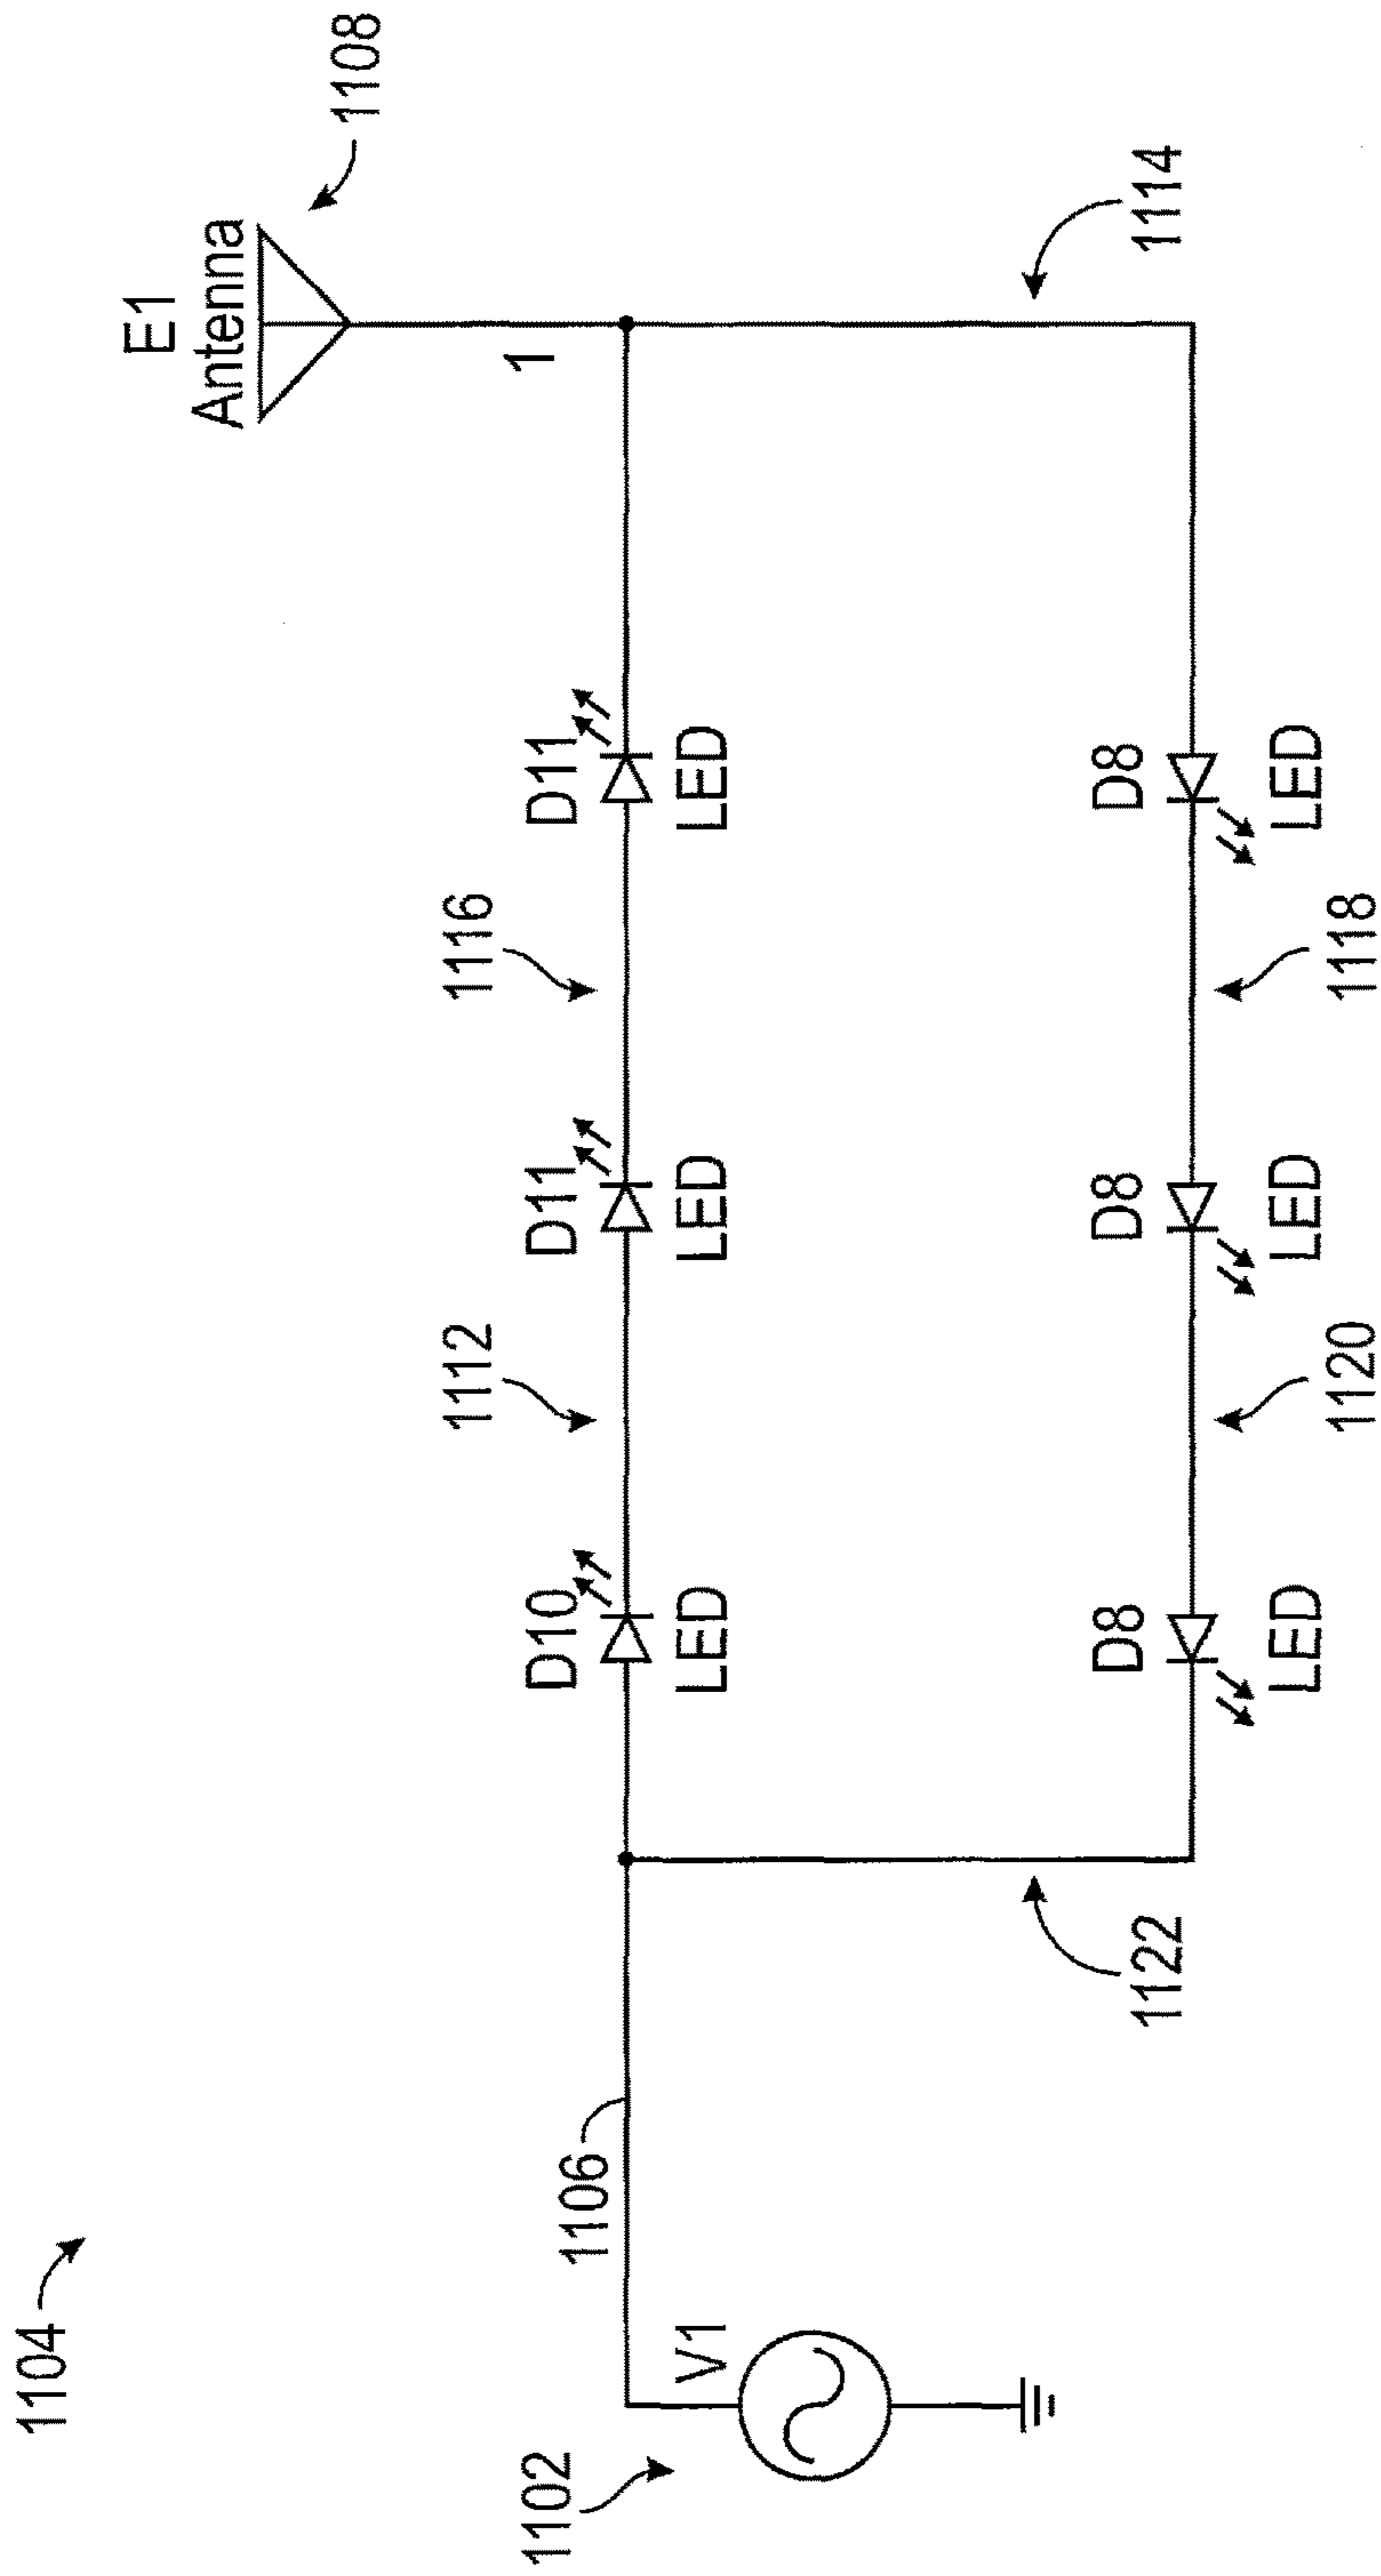 1104
E1
Antenna
1108
1
1112
1116
D10
D11
D11
LED
LED
LED
1106
1102
V1
1122
1114
D8
D8
D8
LED
LED
LED
1120
1118